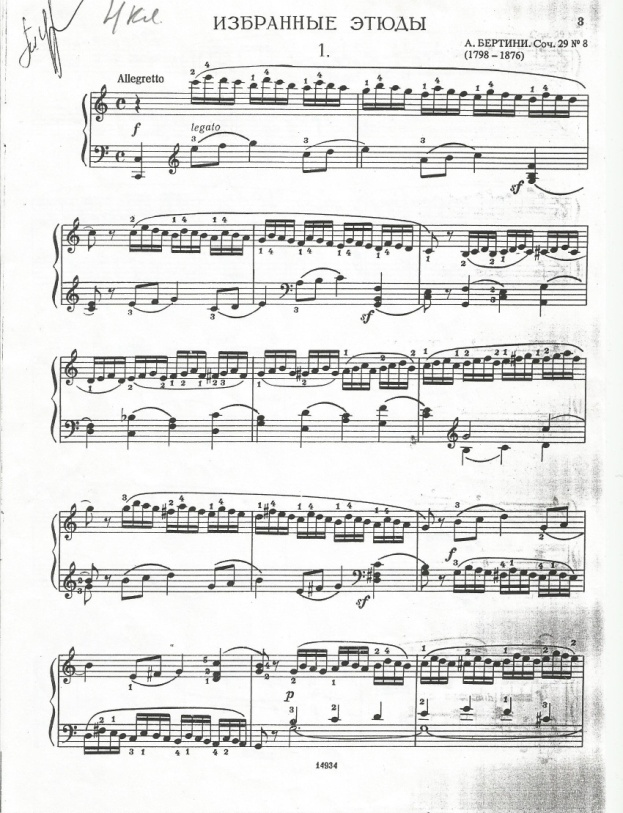 4 кл
ИЗБРАННЫЕ ЭТЮДЫ
3
1.
А. БЕРТИНИ. Соч. 29 № 8
(1798 – 1876)
Allegretto
f
legato
sf
sf
f
sf
p
14934